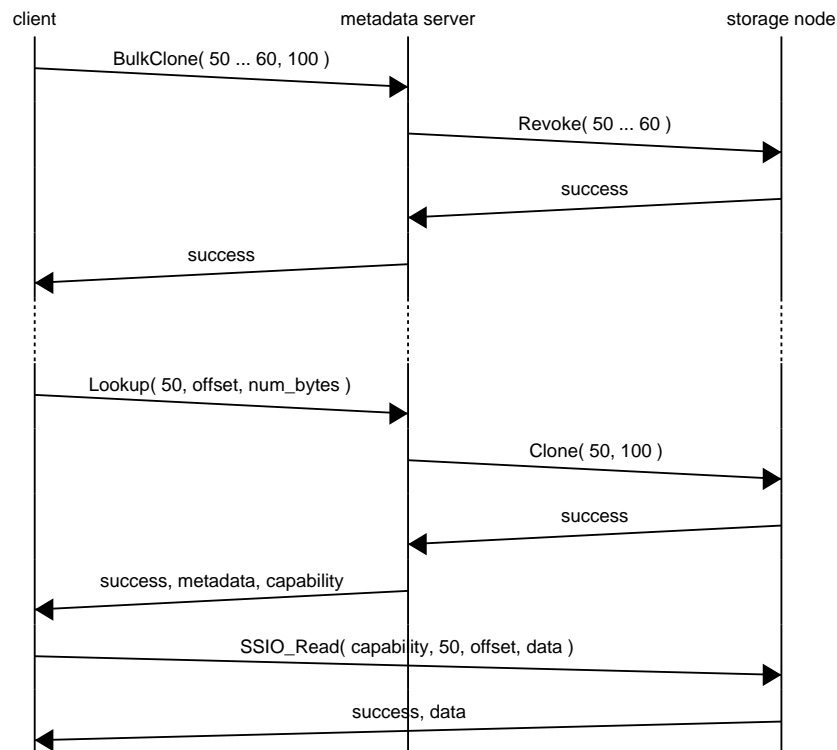 client
metadata server
storage node
BulkClone( 50 ... 60, 100 )
Revoke( 50 ... 60 )
success
success
Lookup( 50, offset, num_bytes )
Clone( 50, 100 )
success
success, metadata, capability
SSIO_Read( capability, 50, offset, data )
success, data